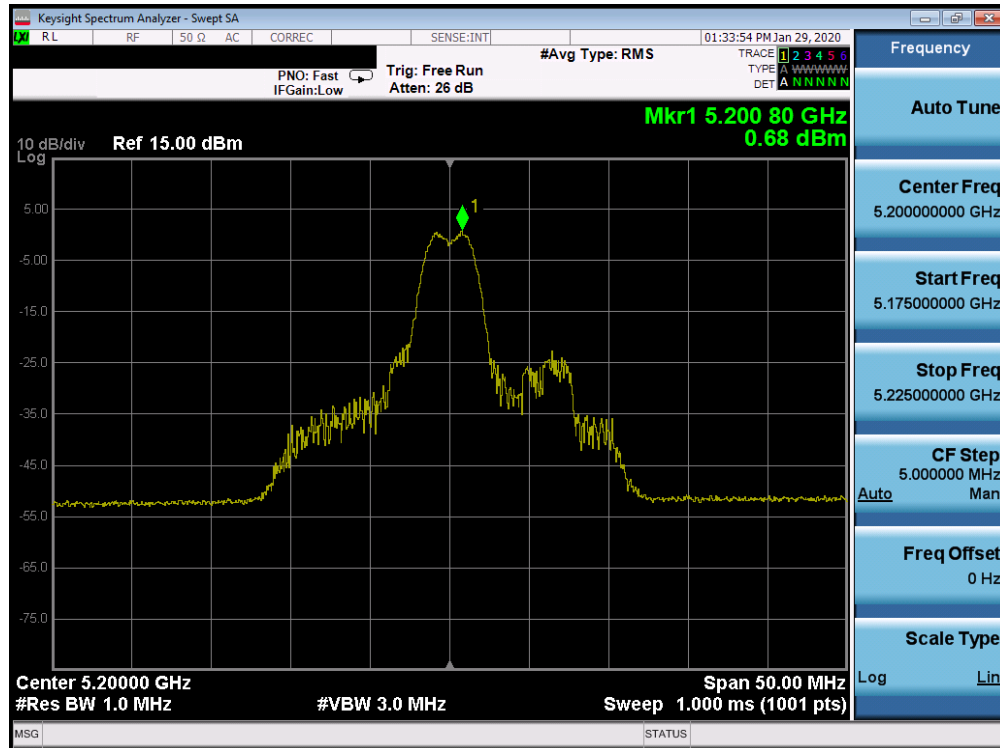 Keysight Spectrum Analyzer - Swept SA
LXI RL RF 50 Ω AC CORREC SENSE:INT 01:33:54 PM Jan 29, 2020
#Avg Type: RMS TRACE 1 2 3 4 5 6
PNO: Fast Trig: Free Run TYPE A WWWWW
IFGain:Low Atten: 26 dB DET A N N N N N
Mkr1 5.200 80 GHz
0.68 dBm
10 dB/div Ref 15.00 dBm
Log
1
5.00
-5.00
-15.0
-25.0
-35.0
-45.0
-55.0
-65.0
-75.0
Center 5.20000 GHz Span 50.00 MHz
#Res BW 1.0 MHz #VBW 3.0 MHz Sweep 1.000 ms (1001 pts)
MSG STATUS
Frequency
Auto Tune
Center Freq
5.200000000 GHz
Start Freq
5.175000000 GHz
Stop Freq
5.225000000 GHz
CF Step
5.000000 MHz
Auto Man
Freq Offset
0 Hz
Scale Type
Log Lin